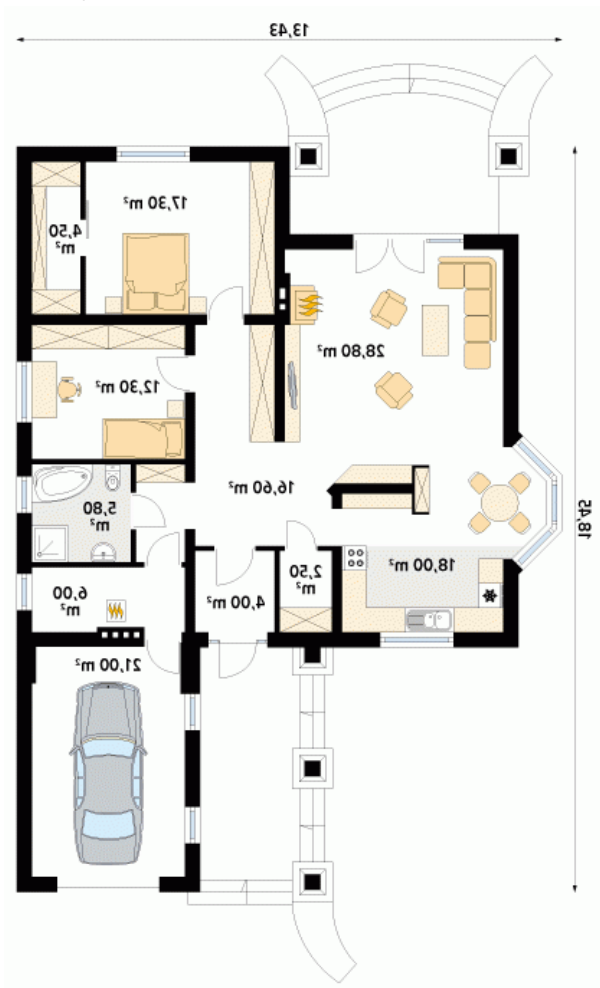 13,43
17,30 m²
4,50
m²
28,80 m²
12,30 m²
16,60 m²
18,45
5,80
m²
18,00 m²
2,50
m²
6,00
m²
4,00 m²
21,00 m²